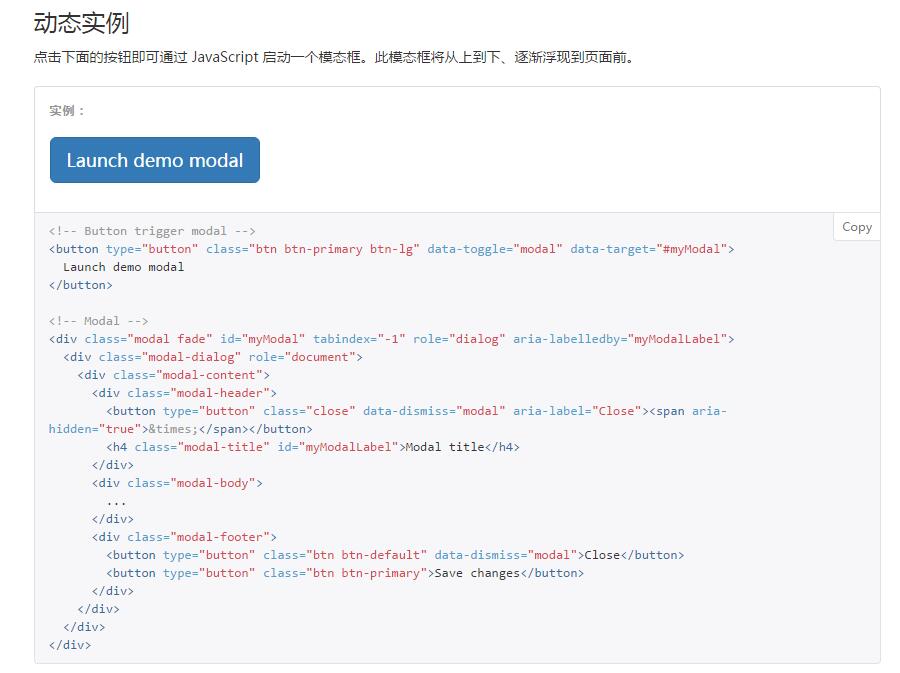 动态实例
点击下面的按钮即可通过 JavaScript 启动一个模态框。此模态框将从上到下、逐渐浮现到页面前。
实例：
Launch demo modal
Copy
<!-- Button trigger modal -->
<button type="button" class="btn btn-primary btn-lg" data-toggle="modal" data-target="#myModal">
  Launch demo modal
</button>

<!-- Modal -->
<div class="modal fade" id="myModal" tabindex="-1" role="dialog" aria-labelledby="myModalLabel">
  <div class="modal-dialog" role="document">
    <div class="modal-content">
      <div class="modal-header">
        <button type="button" class="close" data-dismiss="modal" aria-label="Close"><span aria-
hidden="true">&times;</span></button>
        <h4 class="modal-title" id="myModalLabel">Modal title</h4>
      </div>
      <div class="modal-body">
        ...
      </div>
      <div class="modal-footer">
        <button type="button" class="btn btn-default" data-dismiss="modal">Close</button>
        <button type="button" class="btn btn-primary">Save changes</button>
      </div>
    </div>
  </div>
</div>